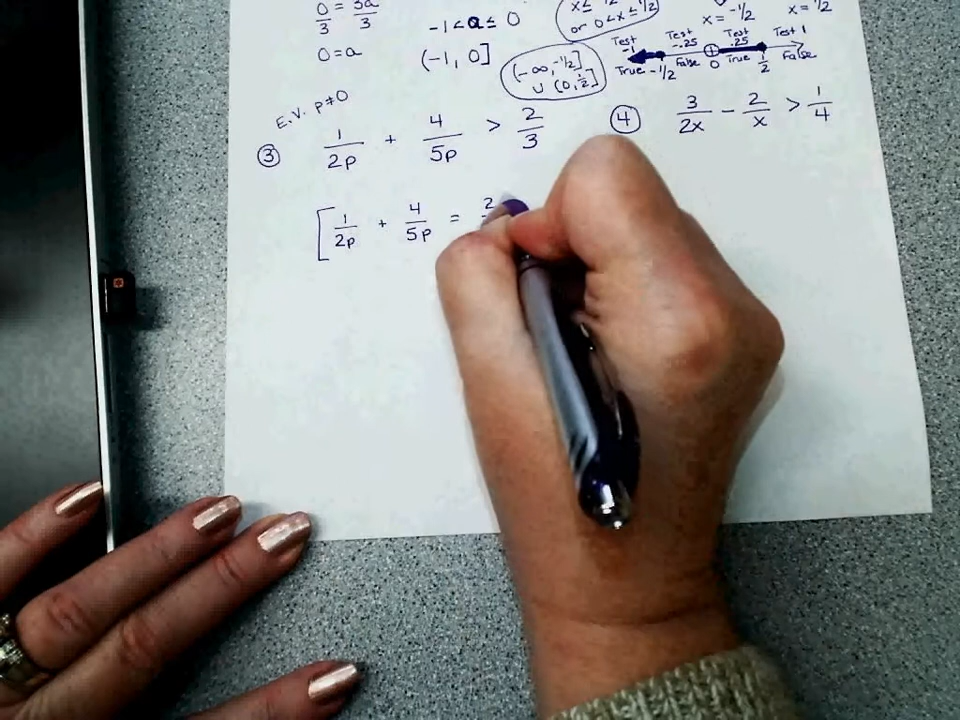 0/3 = 3a/3
0 = a
-1 < a ≤ 0
(-1, 0]
or 0 < x ≤ 1/2
(-∞, -1/2]
∪ (0, 1/2]
x = -1/2
x = 1/2
Test -1 Test -.25 Test .25 Test 1
True -1/2 False 0 True 1/2 False
E.V. p ≠ 0
③ 1/2p + 4/5p > 2/3
④ 3/2x - 2/x > 1/4
[ 1/2p + 4/5p = 2